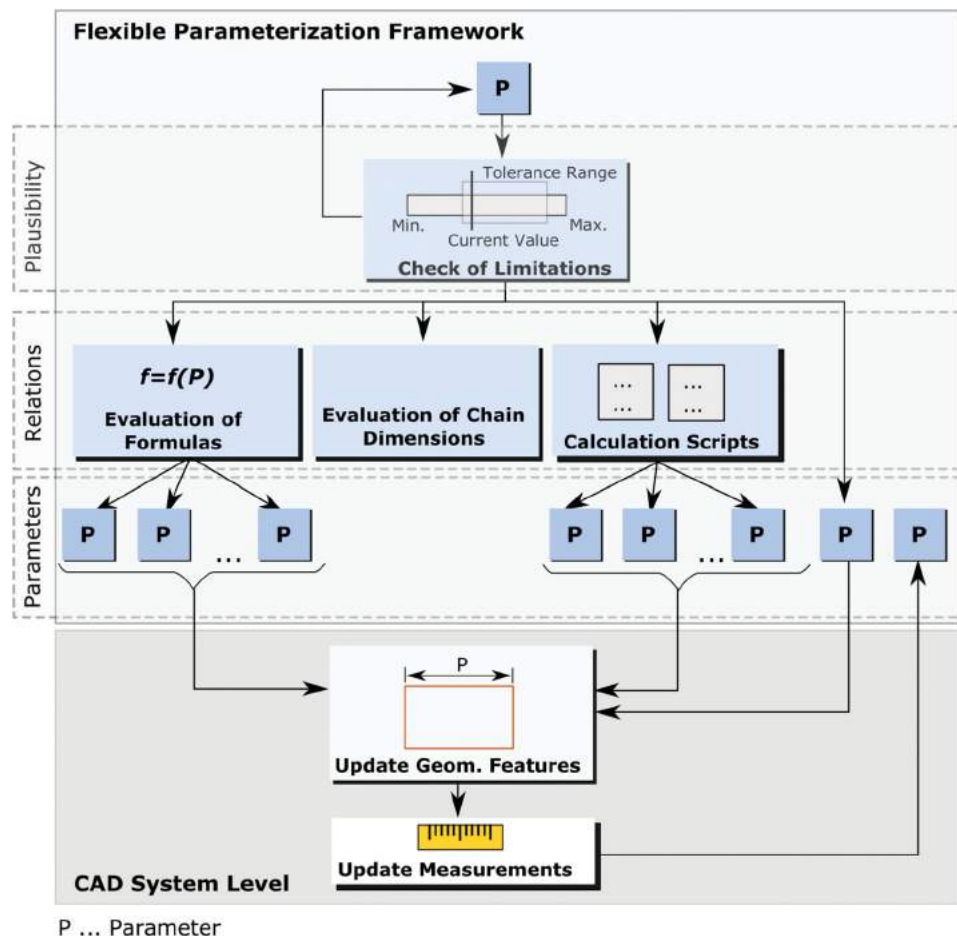 Flexible Parameterization Framework
P
Plausibility
Tolerance Range
Min.
Max.
Current Value
Check of Limitations
Relations
f=f(P)
Evaluation of
Formulas
Evaluation of Chain
Dimensions
... ...
... ...
Calculation Scripts
Parameters
P P ... P P P ... P P P
P
Update Geom. Features
Update Measurements
CAD System Level
P ... Parameter